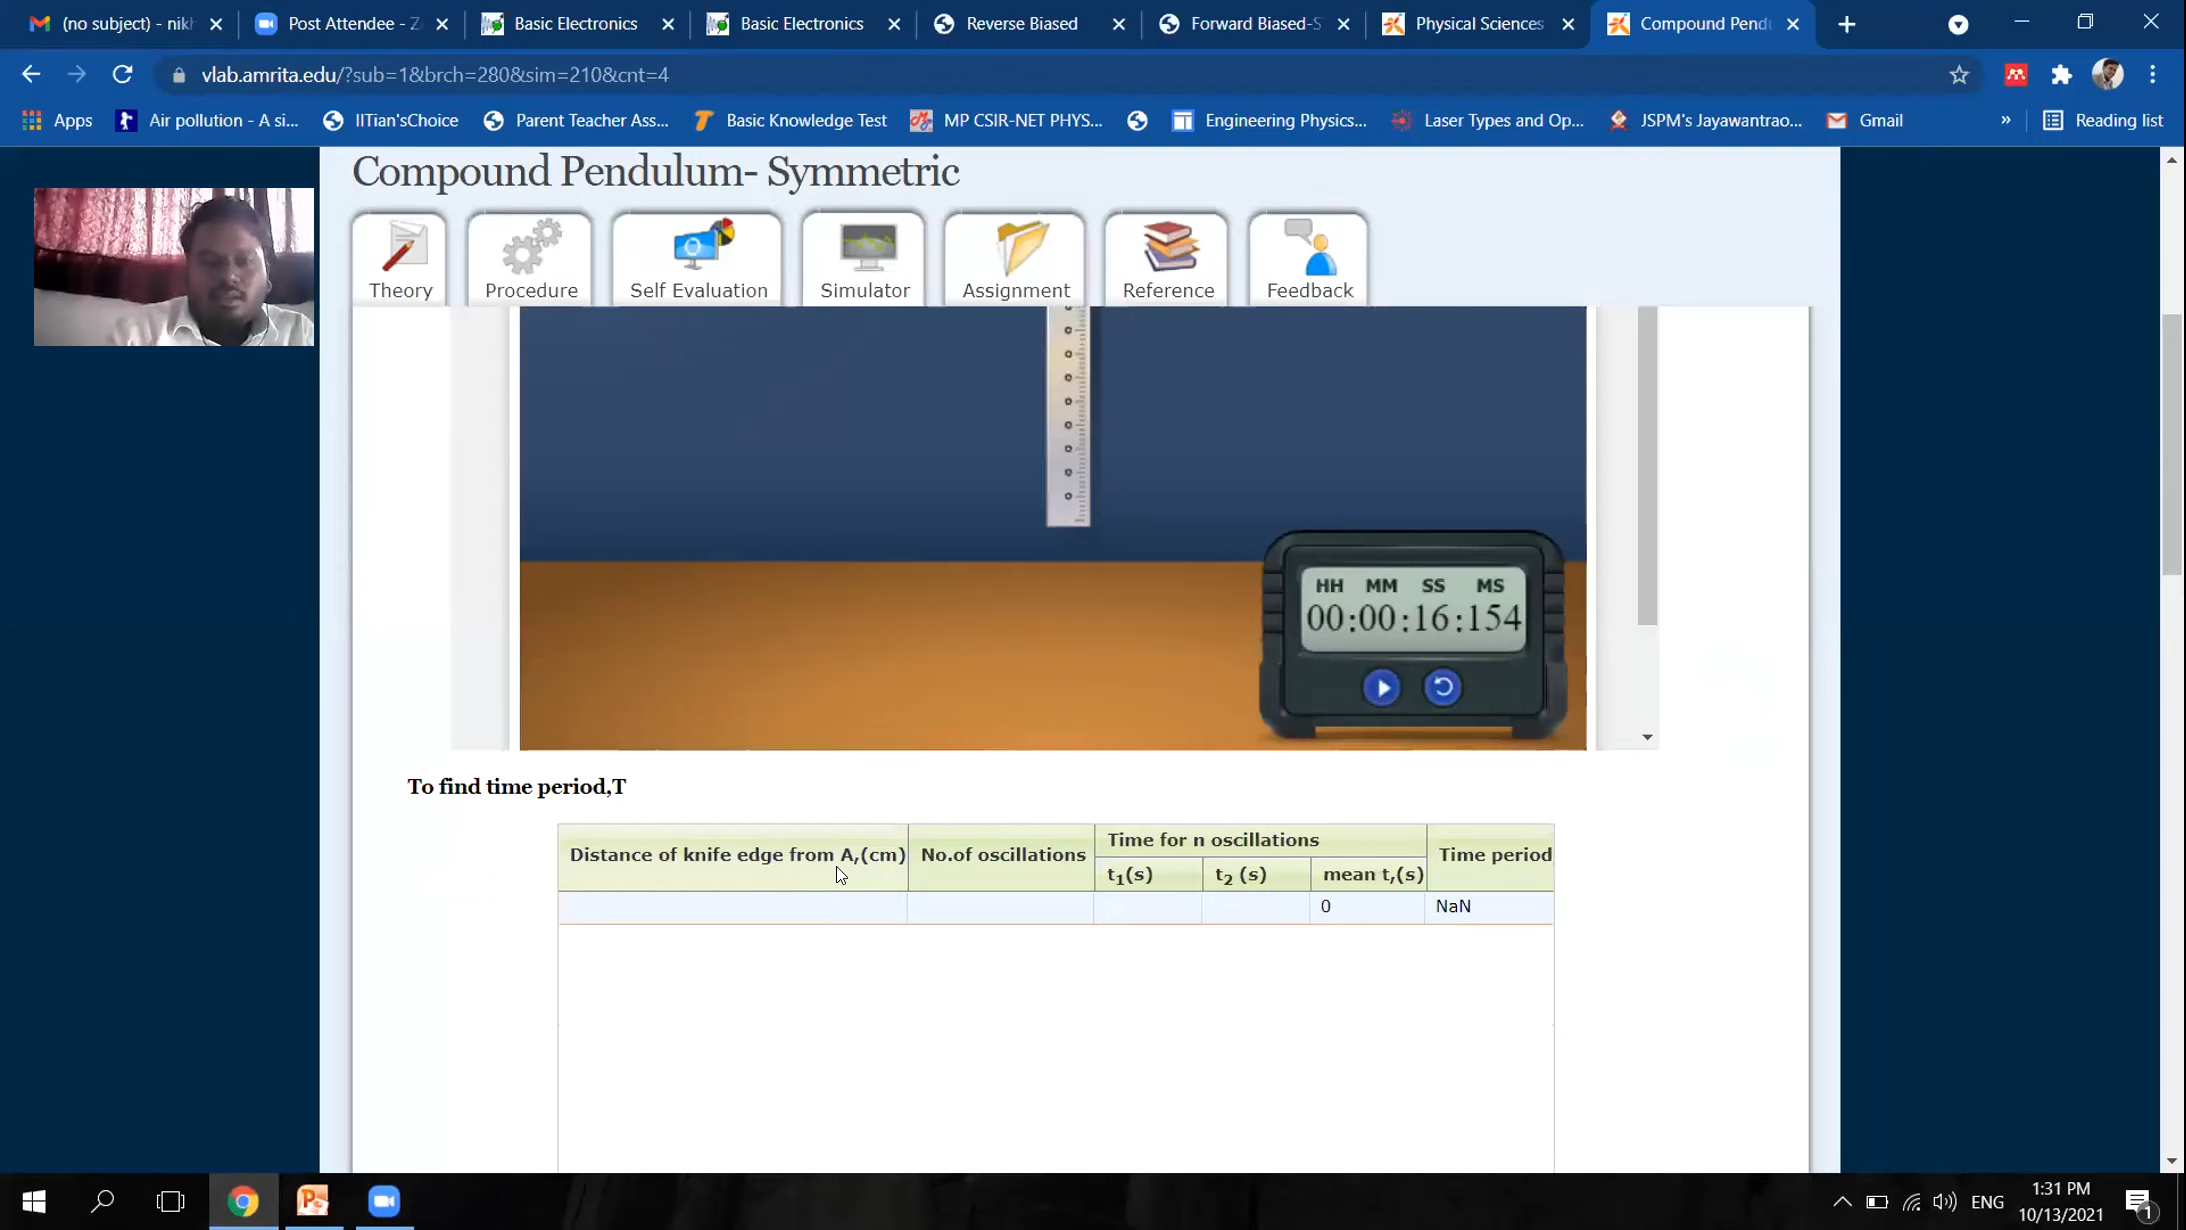 (no subject) - nikh
Post Attendee - Z
Basic Electronics
Basic Electronics
Reverse Biased
Forward Biased-S
Physical Sciences
Compound Pend
vlab.amrita.edu/?sub=1&brch=280&sim=210&cnt=4
Apps
Air pollution - A si...
IITian'sChoice
Parent Teacher Ass...
Basic Knowledge Test
MP CSIR-NET PHYS...
Engineering Physics...
Laser Types and Op...
JSPM's Jayawantrao...
Gmail
»
Reading list
Compound Pendulum- Symmetric
Theory
Procedure
Self Evaluation
Simulator
Assignment
Reference
Feedback
HH MM SS MS
00:00:16:154
To find time period,T
Distance of knife edge from A,(cm)
No.of oscillations
Time for n oscillations
t1(s)
t2 (s)
mean t,(s)
Time period
0
NaN
ENG
1:31 PM
10/13/2021
1